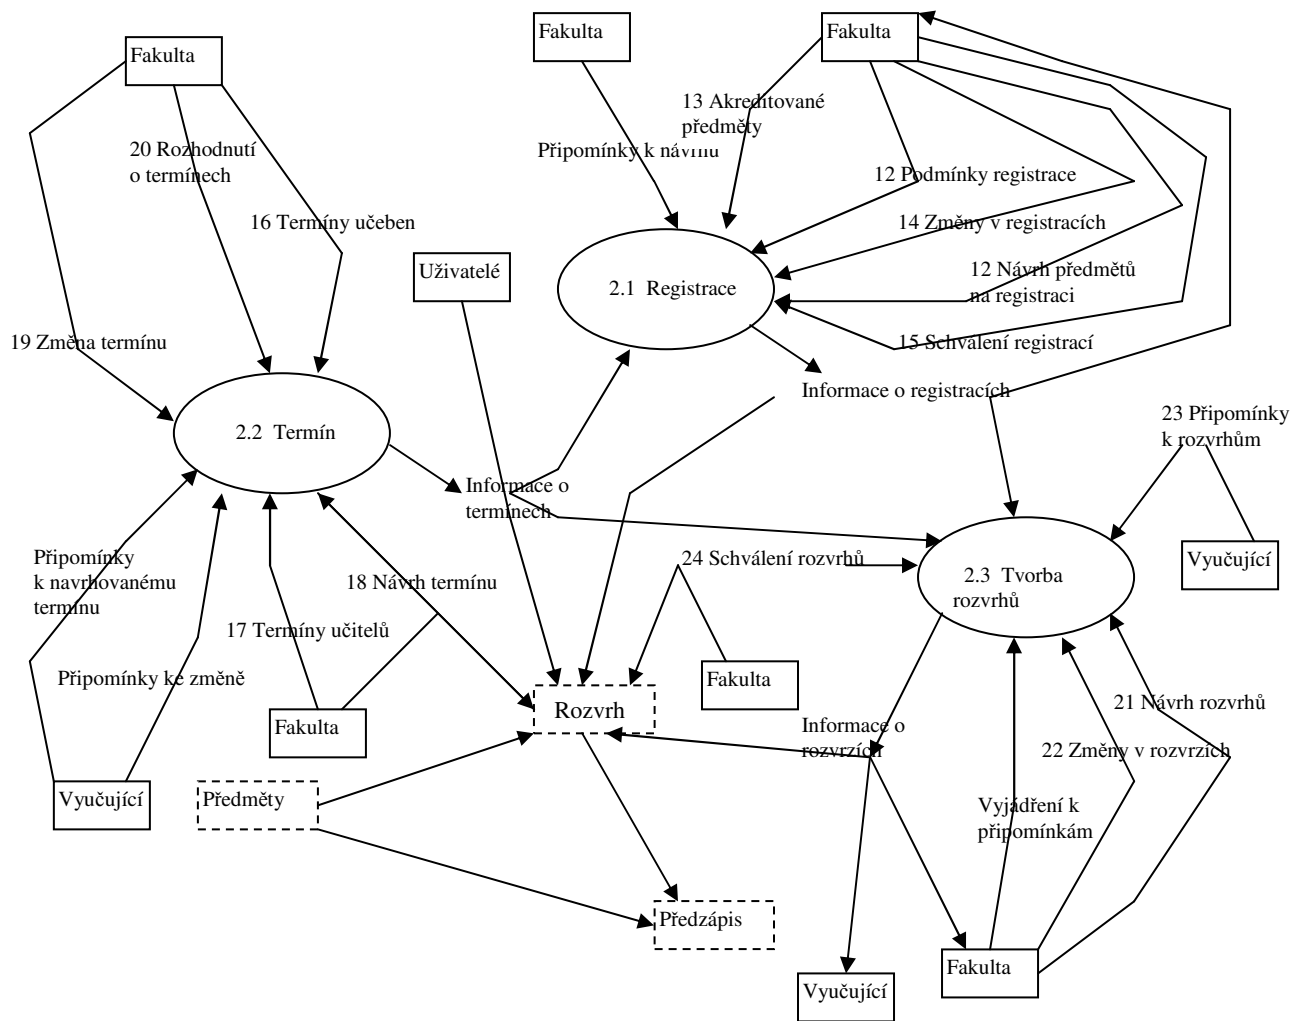 Fakulta
Fakulta
Fakulta
13 Akreditované
předměty
20 Rozhodnutí
o termínech
Připomínky k návrhu
12 Podmínky registrace
16 Termíny učeben
14 Změny v registracích
Uživatelé
12 Návrh předmětů
na registraci
2.1 Registrace
19 Změna termínu
15 Schválení registrací
Informace o registracích
23 Připomínky
k rozvrhům
2.2 Termín
Informace o
termínech
Připomínky
k navrhovanému
termínu
18 Návrh termínu
24 Schválení rozvrhů
2.3 Tvorba
rozvrhů
Vyučující
17 Termíny učitelů
Připomínky ke změně
Fakulta
21 Návrh rozvrhů
Rozvrh
Fakulta
Informace o
rozvrzích
22 Změny v rozvrzích
Vyučující
Předměty
Vyjádření k
připomínkám
Předzápis
Fakulta
Vyučující